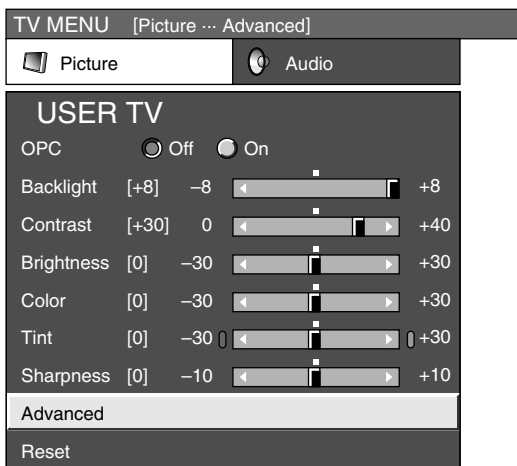 TV MENU [Picture ··· Advanced]
Picture Audio
USER TV
OPC Off On
Backlight [+8] –8 +8
Contrast [+30] 0 +40
Brightness [0] –30 +30
Color [0] –30 +30
Tint [0] –30 +30
Sharpness [0] –10 +10
Advanced
Reset